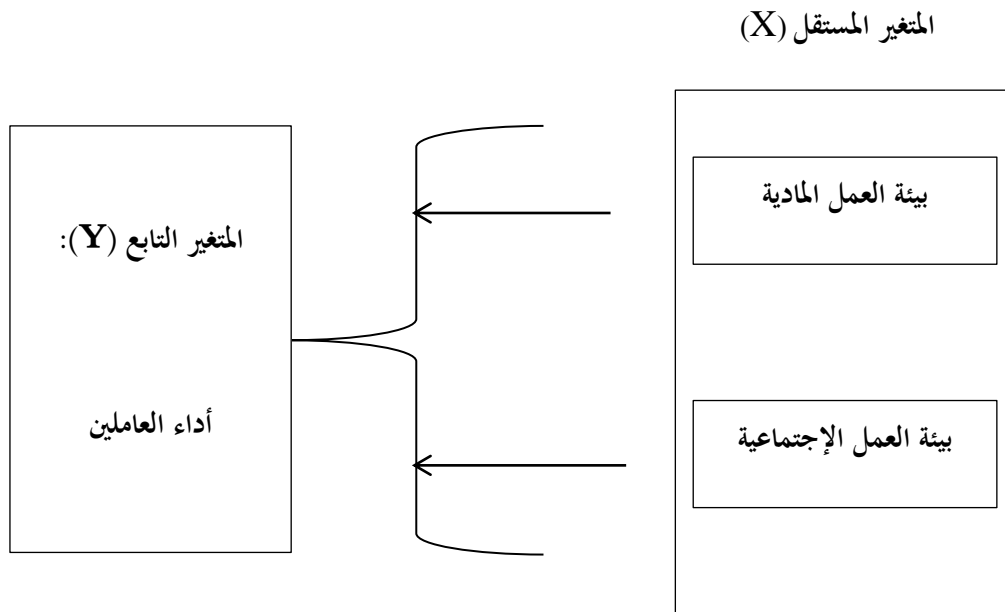 المتغير المستقل (X)
بيئة العمل المادية
المتغير التابع (Y):
بيئة العمل الإجتماعية
أداء العاملين